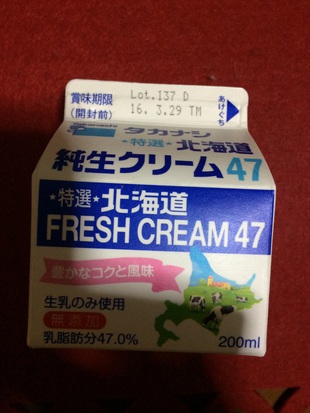 賞味期限
(開封前)
Lot.137 D
16. 3.29 TM
あけぐち
タカナシ
★特選★北海道
純生クリーム47
★特選★北海道
FRESH CREAM 47
豊かなコクと風味
生乳のみ使用
無添加
乳脂肪分47.0%
200ml